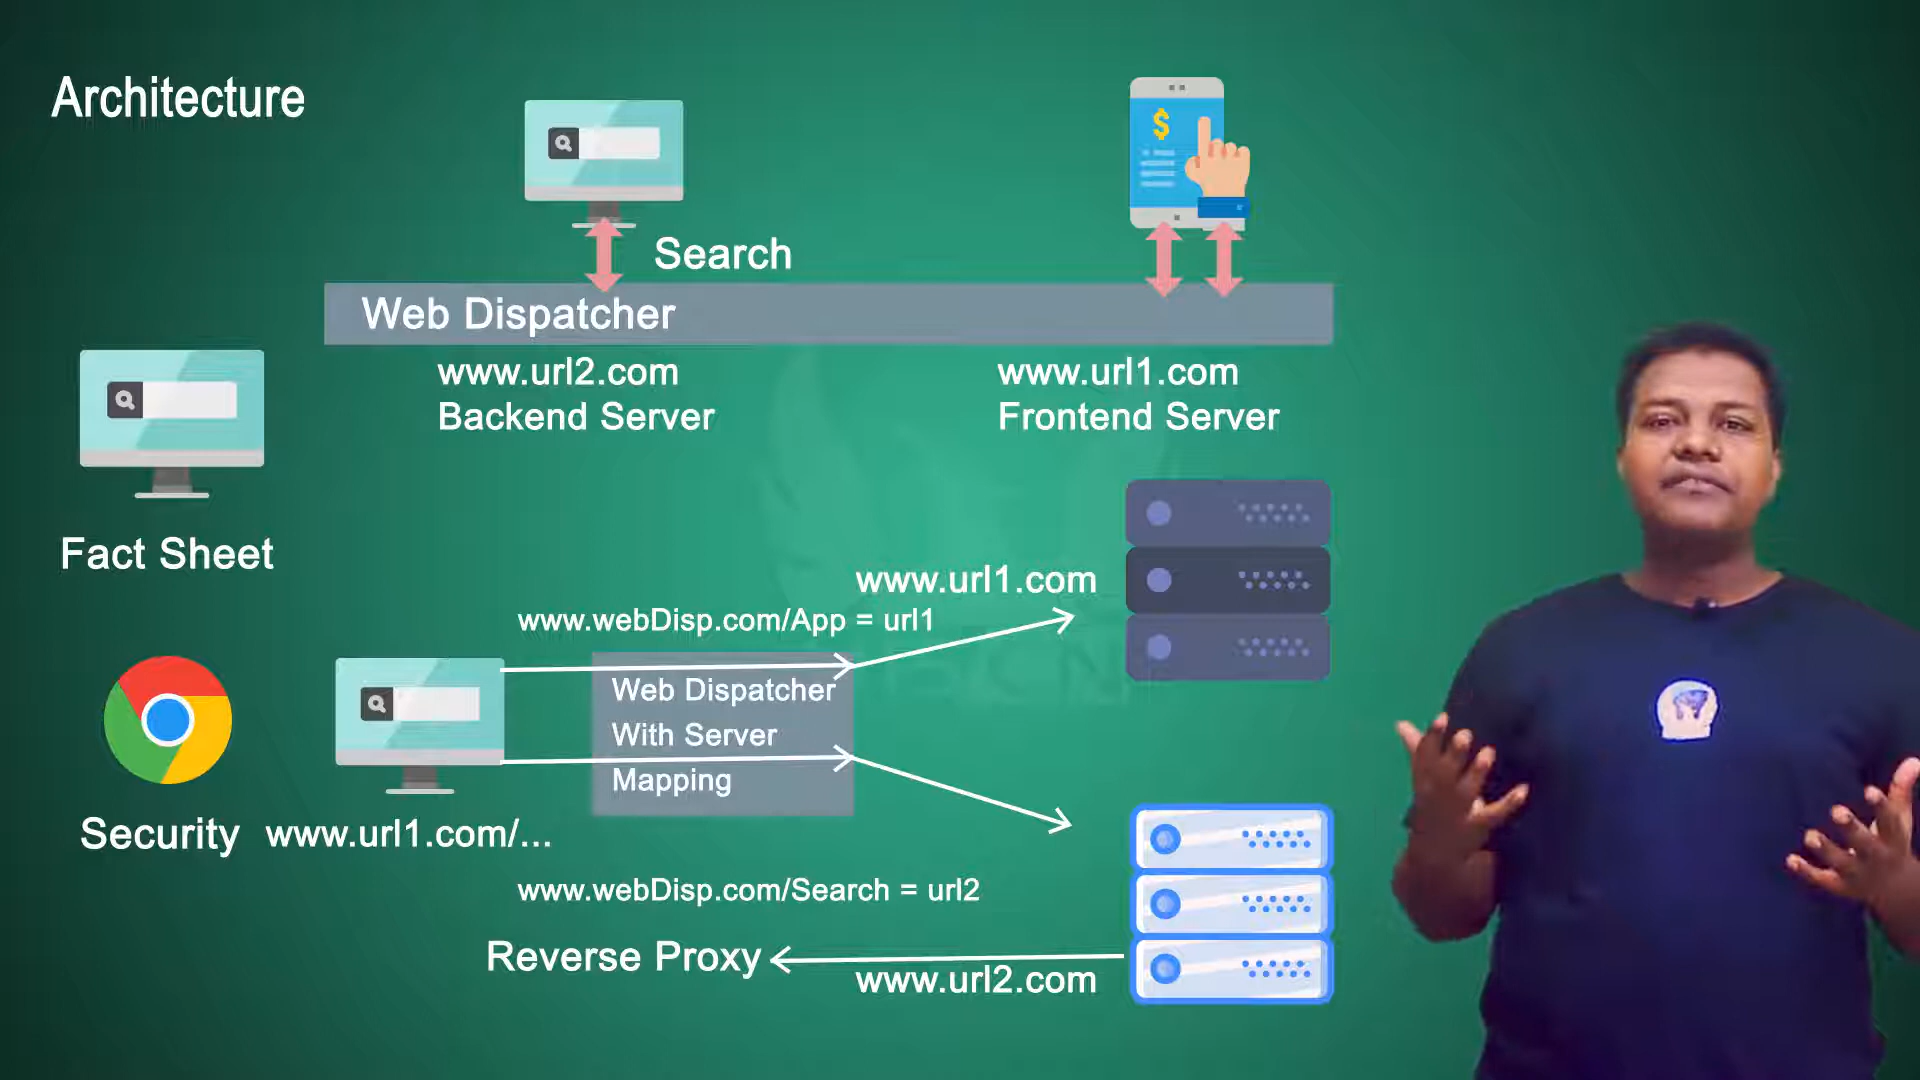 Architecture
$
Search
Web Dispatcher
www.url2.com
Backend Server
www.url1.com
Frontend Server
Fact Sheet
www.url1.com
www.webDisp.com/App = url1
Web Dispatcher
With Server
Mapping
Security
www.url1.com/...
www.webDisp.com/Search = url2
Reverse Proxy
www.url2.com